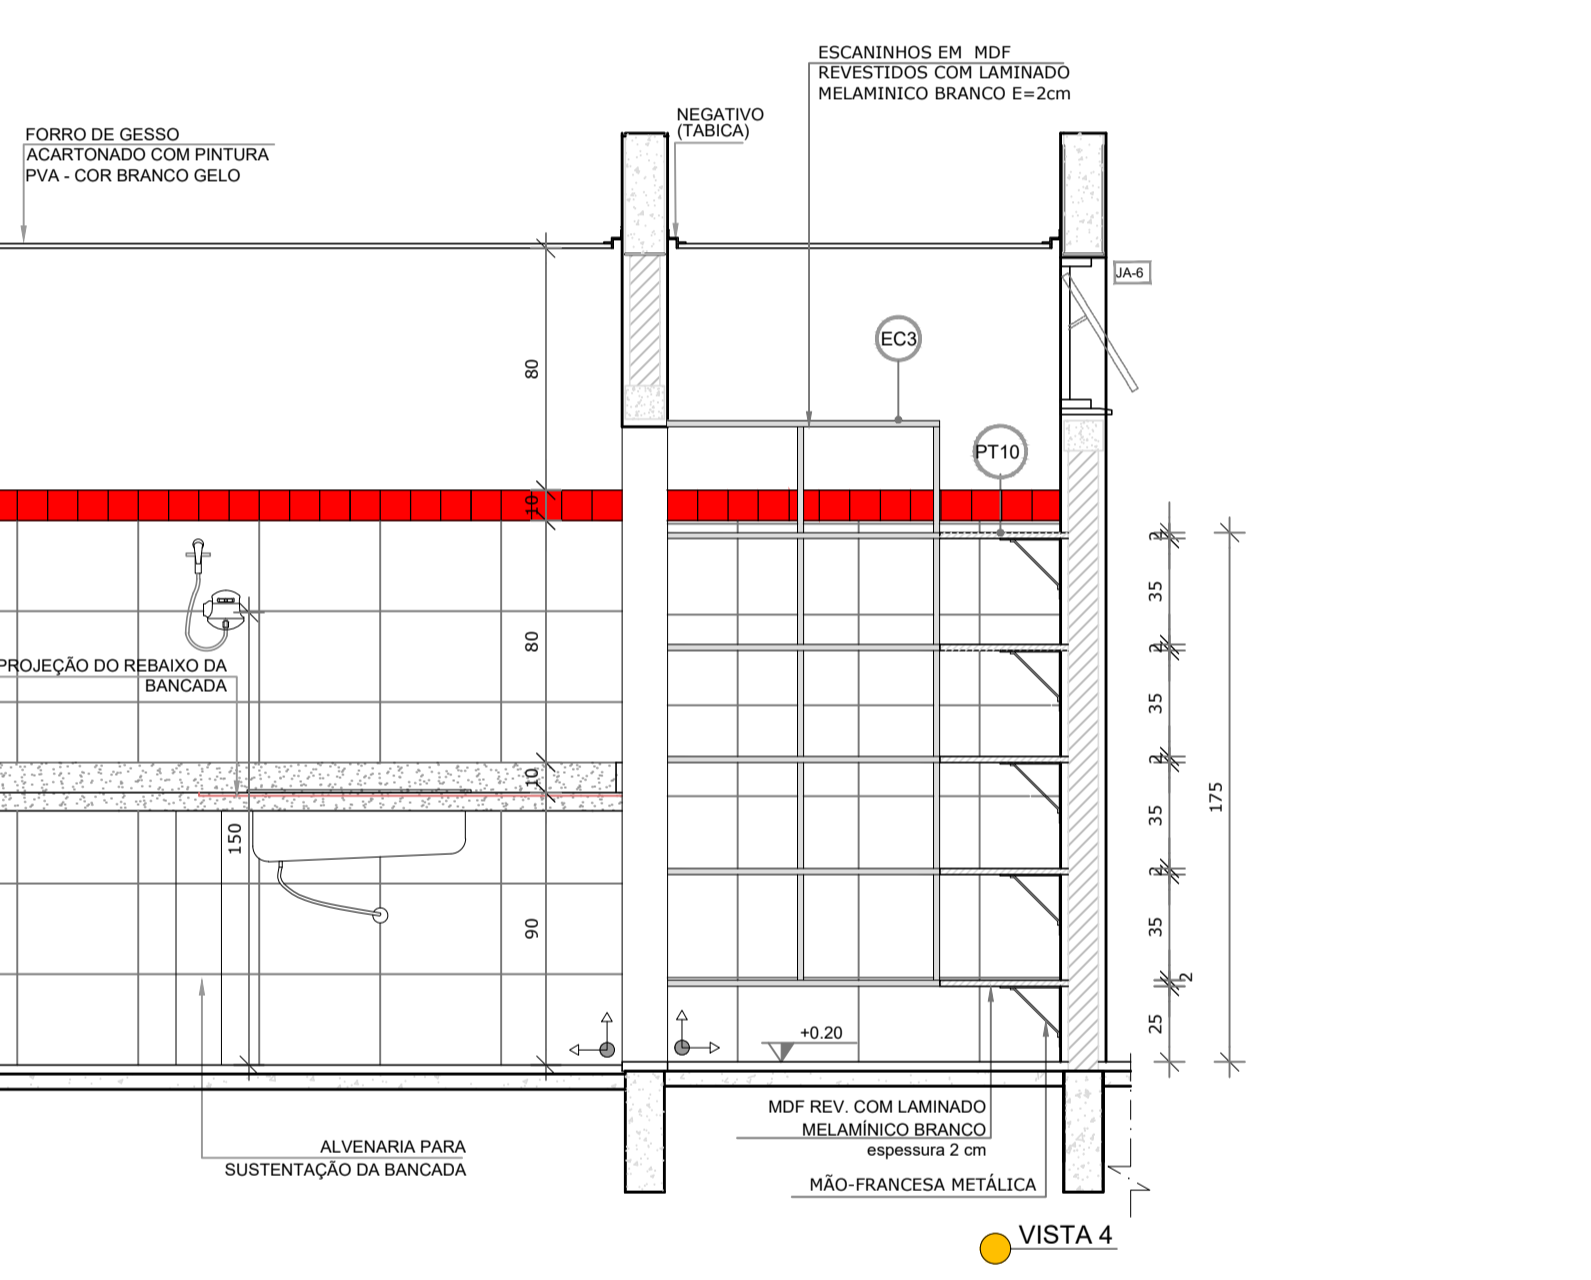 ESCANINHOS EM MDF
REVESTIDOS COM LAMINADO
MELAMINICO BRANCO E=2cm
NEGATIVO
(TABICA)
FORRO DE GESSO
ACARTONADO COM PINTURA
PVA - COR BRANCO GELO
JA-6
EC3
80
PT10
10
2
35
80
2
PROJEÇÃO DO REBAIXO DA
BANCADA
35
2
10
175
35
150
2
90
35
2
25
+0.20
MDF REV. COM LAMINADO
MELAMÍNICO BRANCO
espessura 2 cm
ALVENARIA PARA
SUSTENTAÇÃO DA BANCADA
MÃO-FRANCESA METÁLICA
VISTA 4